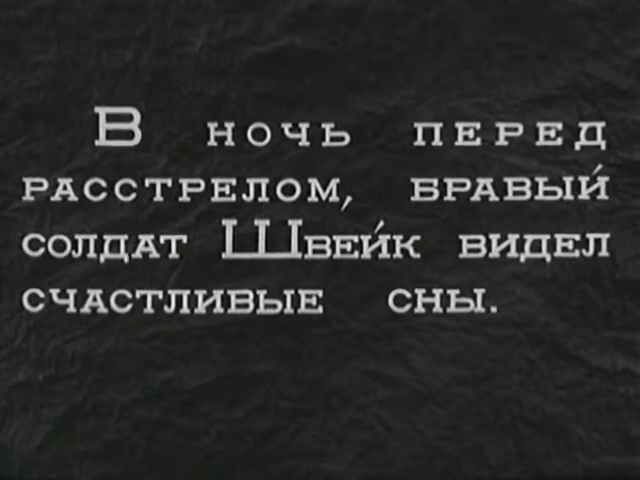 В ночь перед
расстрелом, бравый
солдат Швейк видел
счастливые сны.